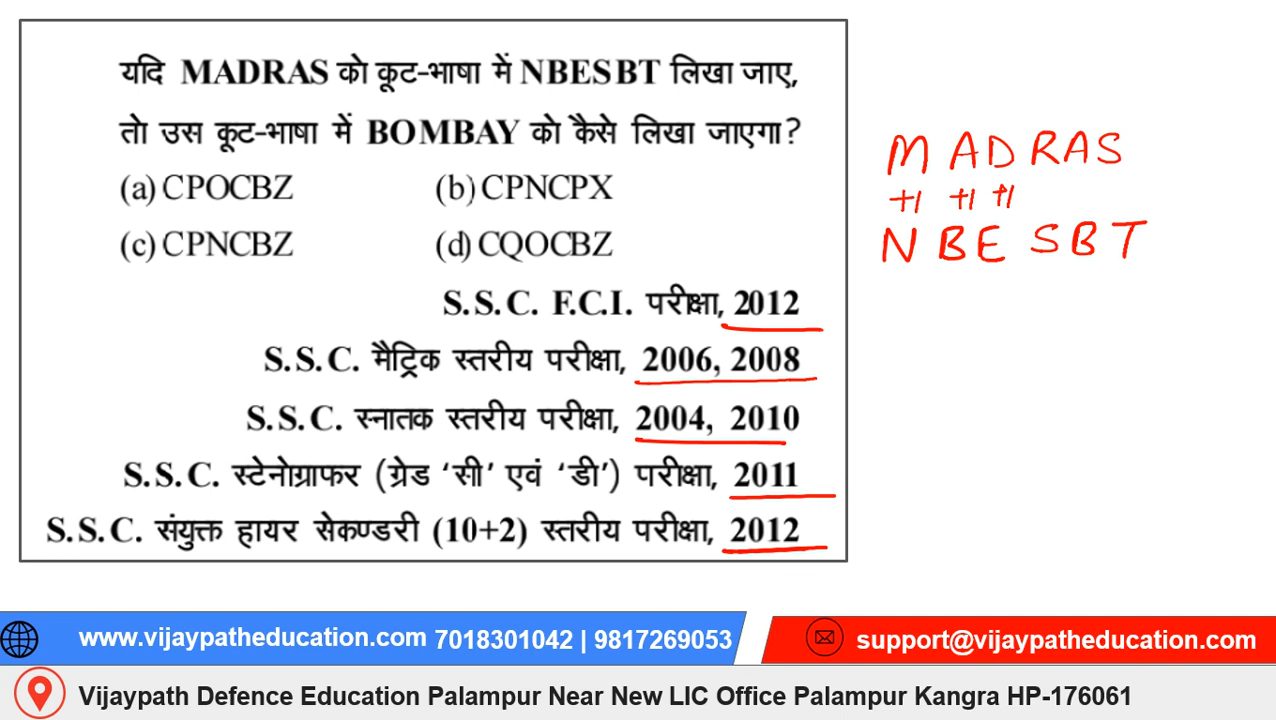 यदि MADRAS को कूट-भाषा में NBESBT लिखा जाए,
तो उस कूट-भाषा में BOMBAY को कैसे लिखा जाएगा?
(a) CPOCBZ (b) CPNCPX
(c) CPNCBZ (d) CQOCBZ
S.S.C. F.C.I. परीक्षा, 2012
S.S.C. मैट्रिक स्तरीय परीक्षा, 2006, 2008
S.S.C. स्नातक स्तरीय परीक्षा, 2004, 2010
S.S.C. स्टेनोग्राफर (ग्रेड ‘सी’ एवं ‘डी’) परीक्षा, 2011
S.S.C. संयुक्त हायर सेकण्डरी (10+2) स्तरीय परीक्षा, 2012
M A D R A S
+1 +1 +1
N B E S B T
www.vijaypatheducation.com 7018301042 | 9817269053
support@vijaypatheducation.com
Vijaypath Defence Education Palampur Near New LIC Office Palampur Kangra HP-176061